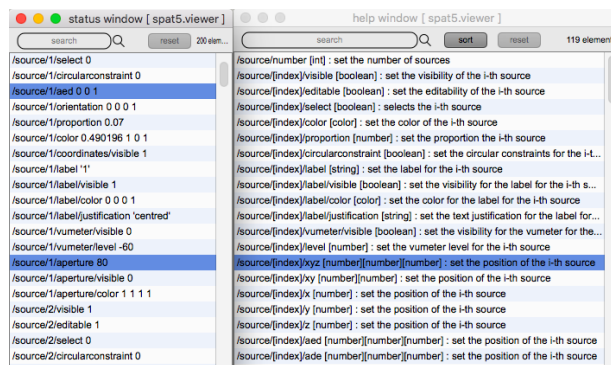 status window [ spat5.viewer ]
search
reset
200 elem...
/source/1/select 0
/source/1/circularconstraint 0
/source/1/aed 0 0 1
/source/1/orientation 0 0 0 1
/source/1/proportion 0.07
/source/1/color 0.490196 1 0 1
/source/1/coordinates/visible 1
/source/1/label '1'
/source/1/label/visible 1
/source/1/label/color 0 0 0 1
/source/1/label/justification 'centred'
/source/1/vumeter/visible 0
/source/1/vumeter/level -60
/source/1/aperture 80
/source/1/aperture/visible 0
/source/1/aperture/color 1 1 1 1
/source/2/visible 1
/source/2/editable 1
/source/2/select 0
/source/2/circularconstraint 0
help window [ spat5.viewer ]
search
sort
reset
119 element
/source/number [int] : set the number of sources
/source/[index]/visible [boolean] : set the visibility of the i-th source
/source/[index]/editable [boolean] : set the editability of the i-th source
/source/[index]/select [boolean] : selects the i-th source
/source/[index]/color [color] : set the color of the i-th source
/source/[index]/proportion [number] : set the proportion the i-th source
/source/[index]/circularconstraint [boolean] : set the circular constraints for the i-t...
/source/[index]/label [string] : set the label for the i-th source
/source/[index]/label/visible [boolean] : set the visibility for the label for the i-th s...
/source/[index]/label/color [color] : set the color for the label for the i-th source
/source/[index]/label/justification [string] : set the text justification for the label for...
/source/[index]/vumeter/visible [boolean] : set the visibility for the vumeter for the...
/source/[index]/level [number] : set the vumeter level for the i-th source
/source/[index]/xyz [number][number][number] : set the position of the i-th source
/source/[index]/xy [number][number] : set the position of the i-th source
/source/[index]/x [number] : set the position of the i-th source
/source/[index]/y [number] : set the position of the i-th source
/source/[index]/z [number] : set the position of the i-th source
/source/[index]/aed [number][number][number] : set the position of the i-th source
/source/[index]/ade [number][number][number] : set the position of the i-th source